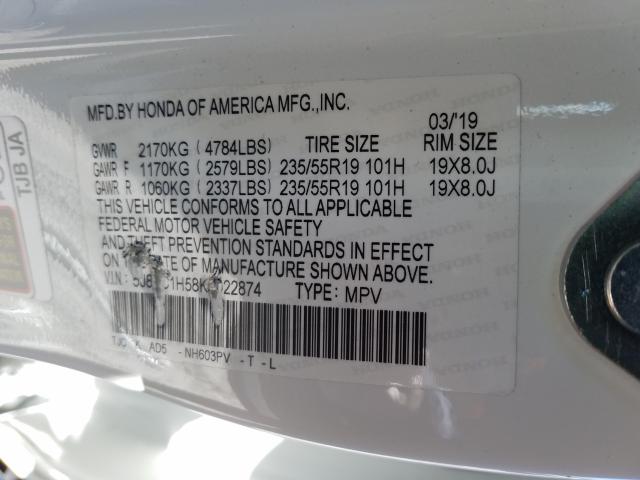 MFD.BY HONDA OF AMERICA MFG.,INC.
03/'19
GVWR 2170KG ( 4784LBS) TIRE SIZE RIM SIZE
GAWR F 1170KG ( 2579LBS) 235/55R19 101H 19X8.0J
GAWR R 1060KG ( 2337LBS) 235/55R19 101H 19X8.0J
THIS VEHICLE CONFORMS TO ALL APPLICABLE
FEDERAL MOTOR VEHICLE SAFETY
AND THEFT PREVENTION STANDARDS IN EFFECT
ON DATE OF MANUFACTURE SHOWN ABOVE.
V.I.N: TYPE: MPV
AD5 -NH603PV - T - L
TJB JA